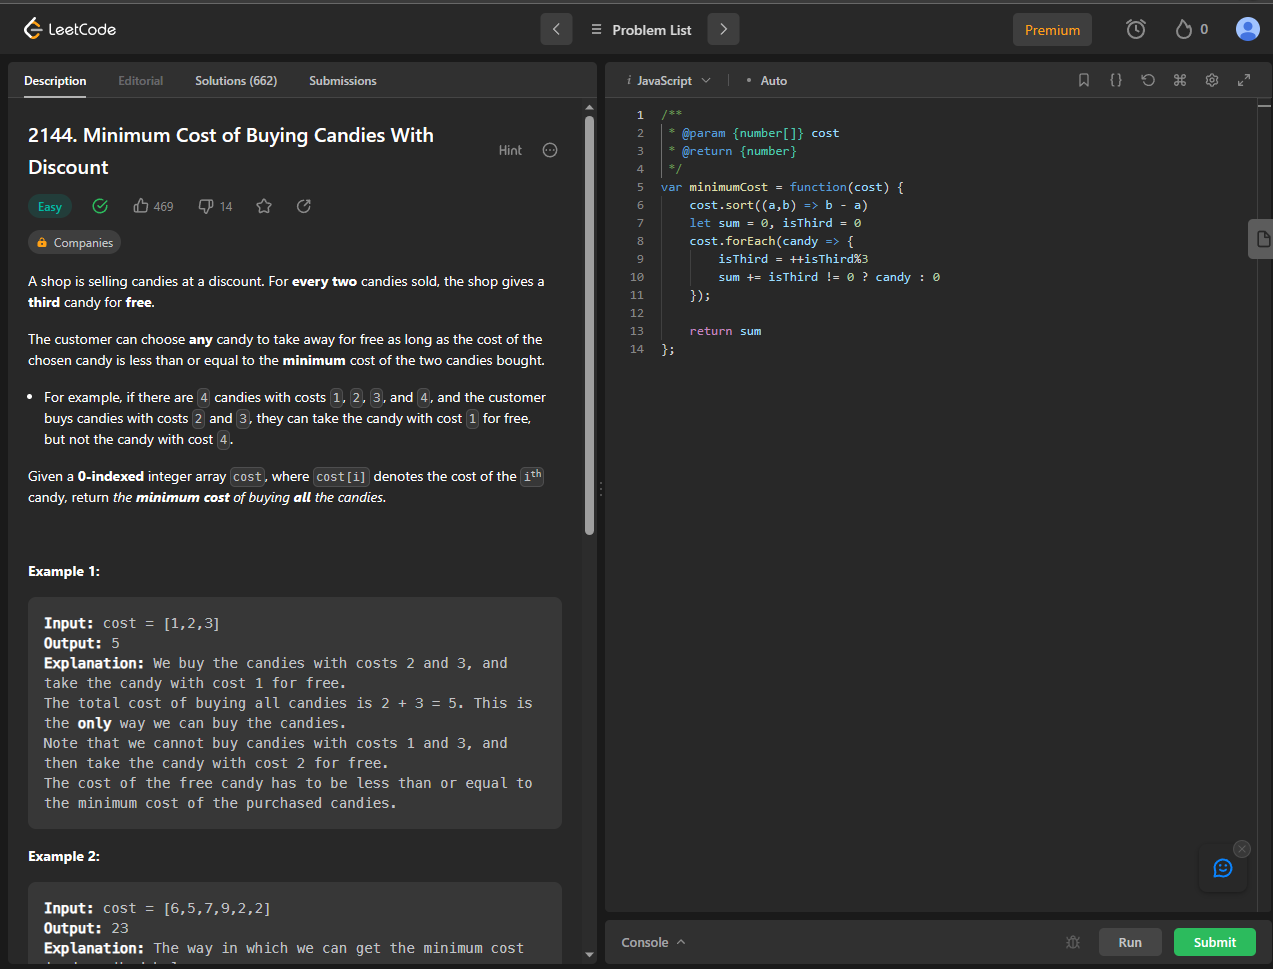 LeetCode
Problem List
Premium
0
Description Editorial Solutions (662) Submissions
2144. Minimum Cost of Buying Candies With
Discount
Hint
Easy
469
14
Companies
A shop is selling candies at a discount. For every two candies sold, the shop gives a
third candy for free.
The customer can choose any candy to take away for free as long as the cost of the
chosen candy is less than or equal to the minimum cost of the two candies bought.
• For example, if there are 4 candies with costs 1, 2, 3, and 4, and the customer
buys candies with costs 2 and 3, they can take the candy with cost 1 for free,
but not the candy with cost 4.
Given a 0-indexed integer array cost, where cost[i] denotes the cost of the ith
candy, return the minimum cost of buying all the candies.
Example 1:
Input: cost = [1,2,3]
Output: 5
Explanation: We buy the candies with costs 2 and 3, and
take the candy with cost 1 for free.
The total cost of buying all candies is 2 + 3 = 5. This is
the only way we can buy the candies.
Note that we cannot buy candies with costs 1 and 3, and
then take the candy with cost 2 for free.
The cost of the free candy has to be less than or equal to
the minimum cost of the purchased candies.
Example 2:
Input: cost = [6,5,7,9,2,2]
Output: 23
Explanation: The way in which we can get the minimum cost
i JavaScript
• Auto
1 /**
2 * @param {number[]} cost
3 * @return {number}
4 */
5 var minimumCost = function(cost) {
6 cost.sort((a,b) => b - a)
7 let sum = 0, isThird = 0
8 cost.forEach(candy => {
9 isThird = ++isThird%3
10 sum += isThird != 0 ? candy : 0
11 });
12
13 return sum
14 };
Console
Run
Submit